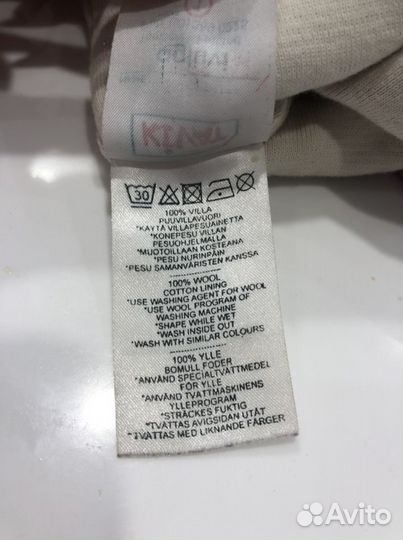 KIVAT
30
100% VILLA
PUUVILLAVUORI
*KÄYTÄ VILLAPESUAINETTA
*KONEPESU VILLAN
PESUOHJELMALLA
*MUOTOILLAAN KOSTEANA
*PESU NURINPÄIN
*PESU SAMANVÄRISTEN KANSSA
100% WOOL
COTTON LINING
*USE WASHING AGENT FOR WOOL
*USE WOOL PROGRAM OF
WASHING MACHINE
*SHAPE WHILE WET
*WASH INSIDE OUT
*WASH WITH SIMILAR COLOURS
100% YLLE
BOMULL FODER
*ANVÄND SPECIALTVÄTTMEDEL
FÖR YLLE
*ANVÄND TVÄTTMASKINENS
YLLEPROGRAM
*STRÄCKES FUKTIG
*TVÄTTAS AVIGSIDAN UTÅT
*TVÄTTAS MED LIKNANDE FÄRGER
Avito